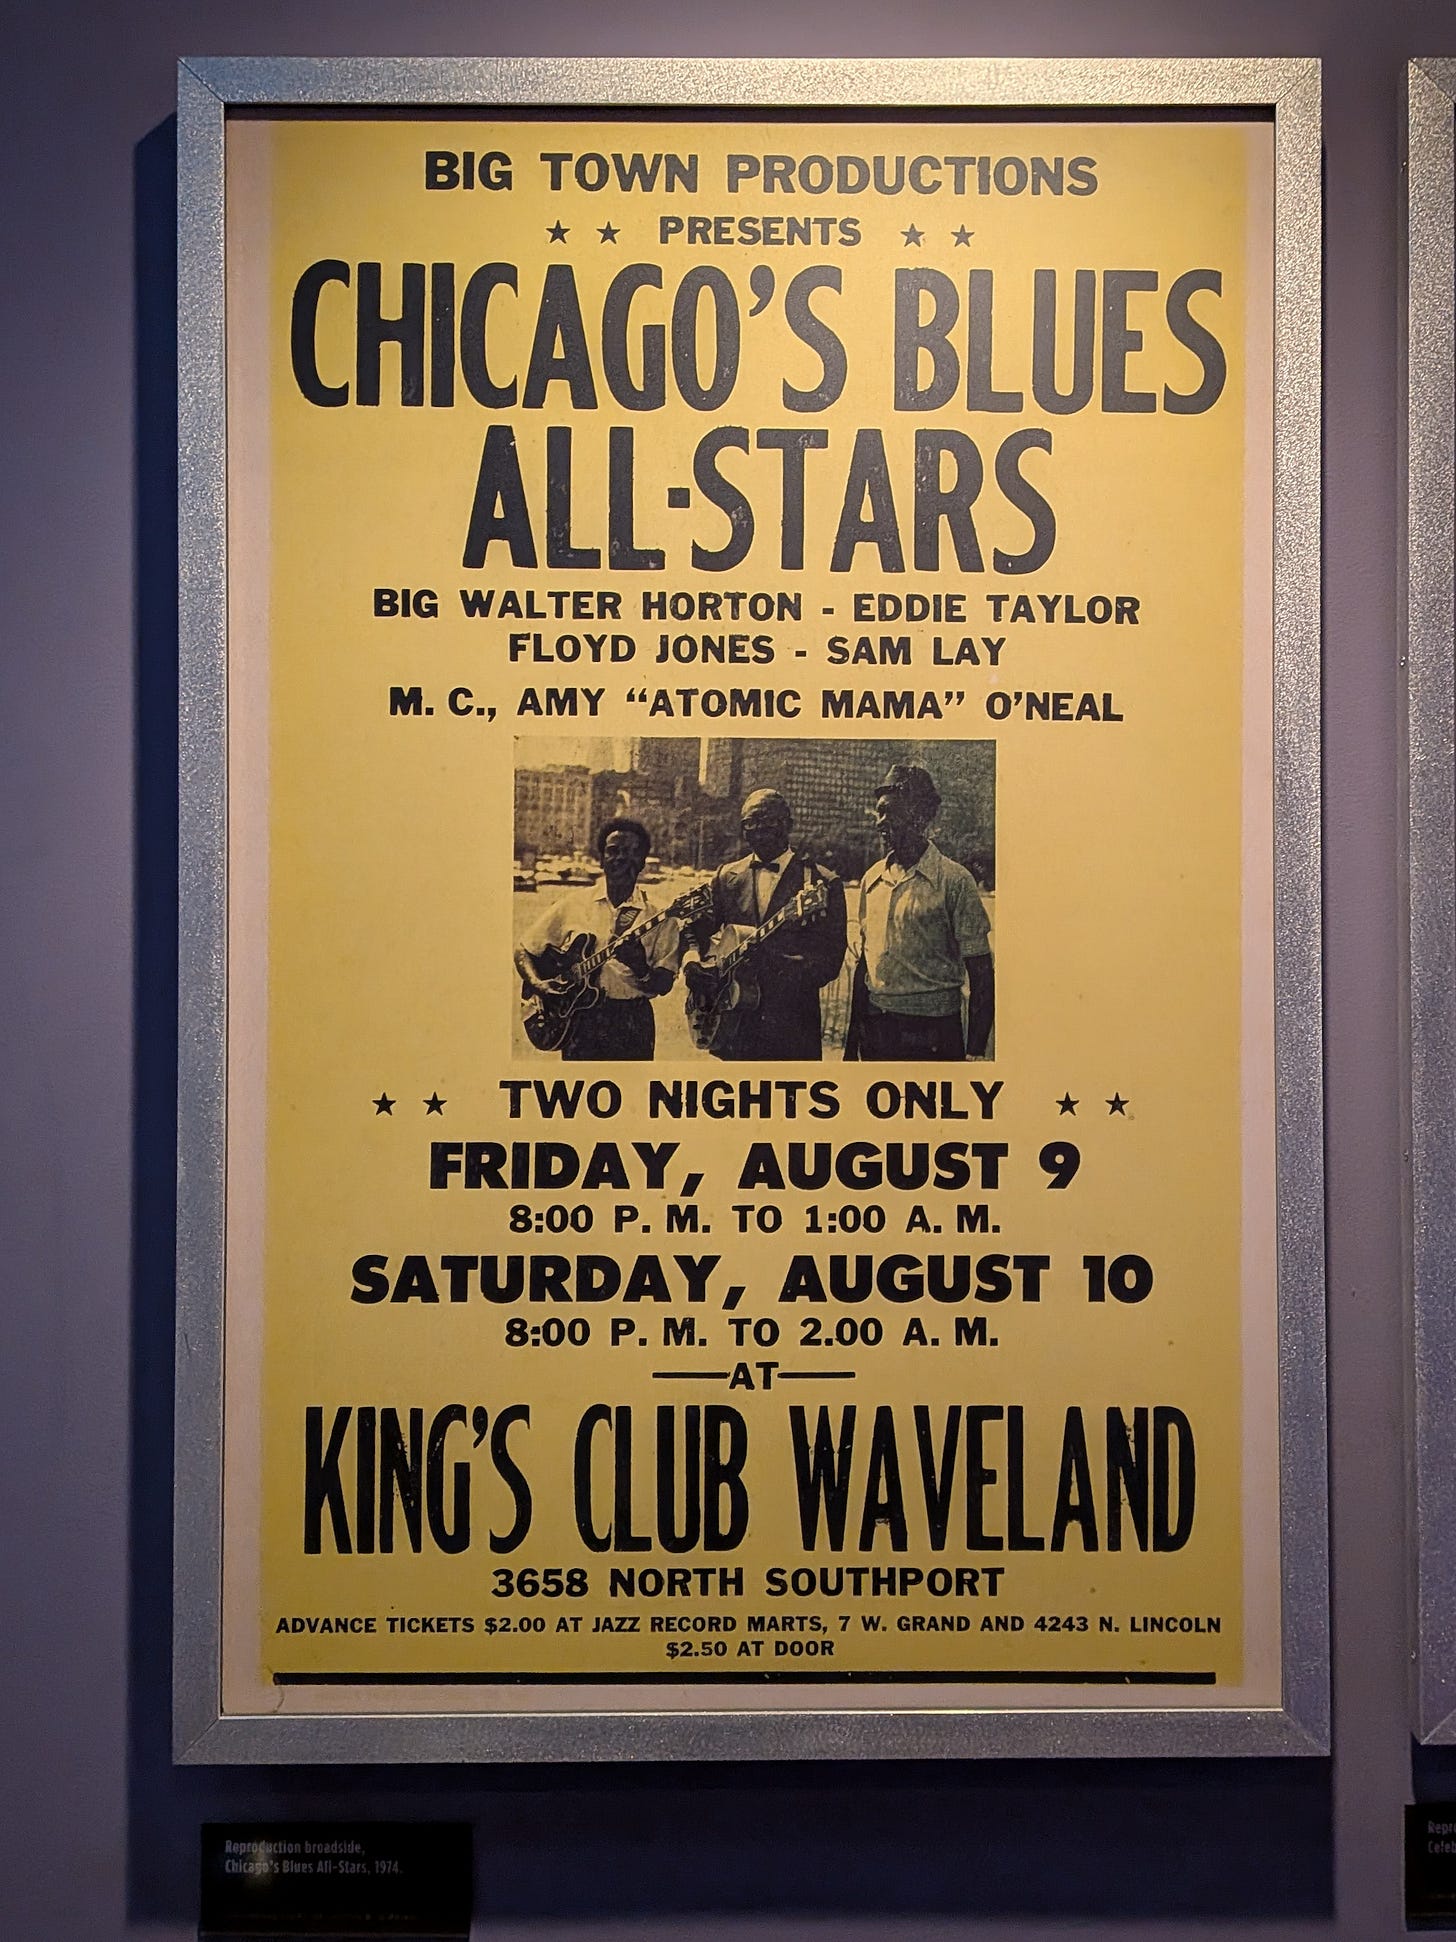 BIG TOWN PRODUCTIONS
★ ★ PRESENTS ★ ★
CHICAGO'S BLUES
ALL-STARS
BIG WALTER HORTON - EDDIE TAYLOR
FLOYD JONES - SAM LAY
M. C., AMY “ATOMIC MAMA” O'NEAL
★ ★ TWO NIGHTS ONLY ★ ★
FRIDAY, AUGUST 9
8:00 P. M. TO 1:00 A. M.
SATURDAY, AUGUST 10
8:00 P. M. TO 2.00 A. M.
—AT—
KING'S CLUB WAVELAND
3658 NORTH SOUTHPORT
ADVANCE TICKETS $2.00 AT JAZZ RECORD MARTS, 7 W. GRAND AND 4243 N. LINCOLN
$2.50 AT DOOR
Reproduction broadside,
Chicago's Blues All-Stars, 1974.